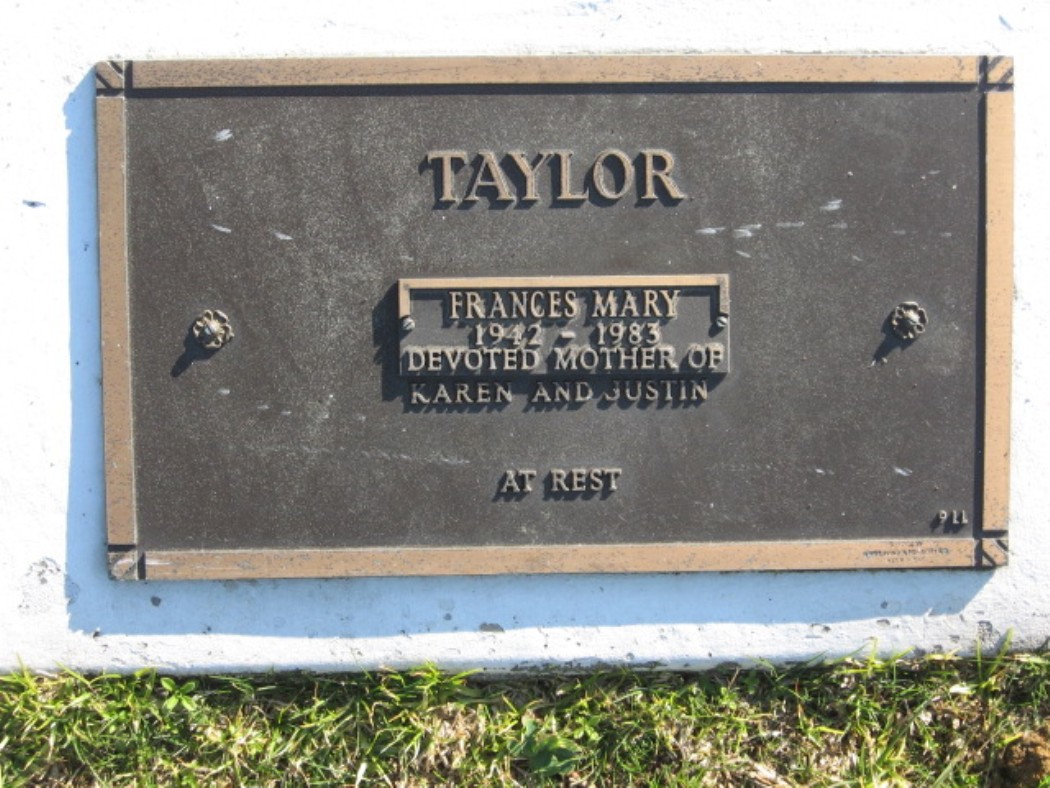 TAYLOR
FRANCES MARY
1942 - 1983
DEVOTED MOTHER OF
KAREN AND JUSTIN
AT REST
911